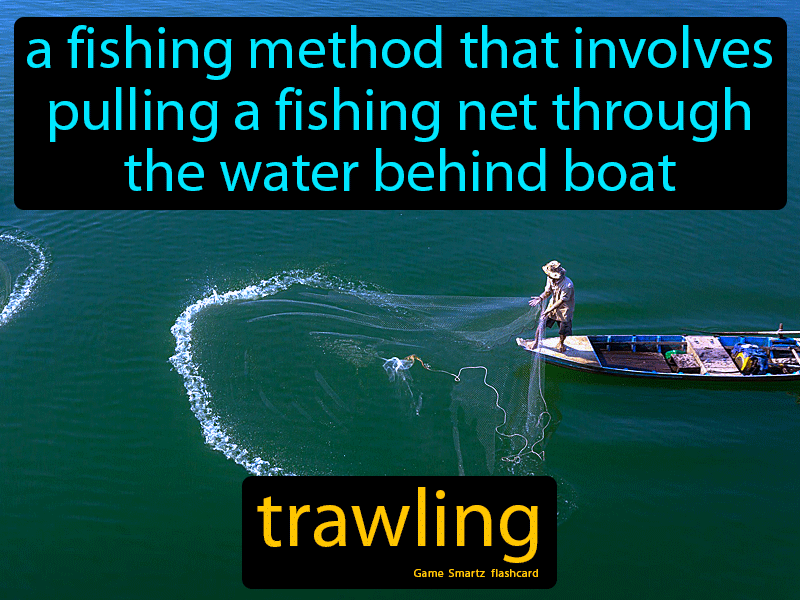 a fishing method that involves
pulling a fishing net through
the water behind boat
trawling
Game Smartz flashcard